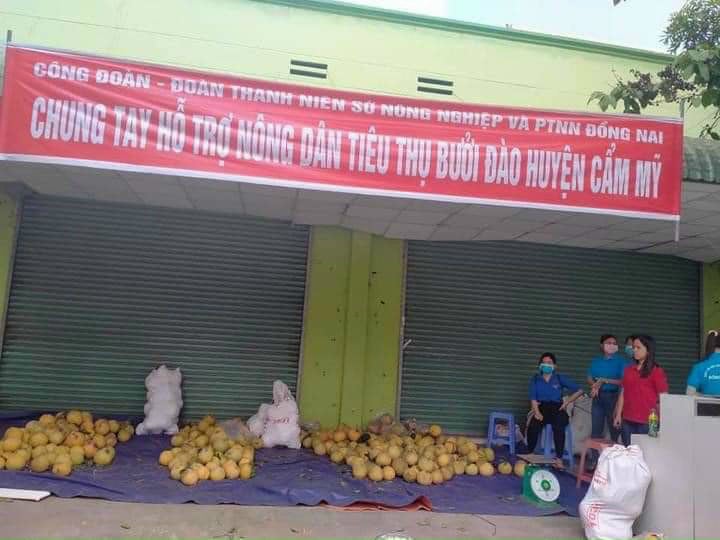 CÔNG ĐOÀN - ĐOÀN THANH NIÊN SỞ NÔNG NGHIỆP VÀ PTNN ĐỒNG NAI
CHUNG TAY HỖ TRỢ NÔNG DÂN TIÊU THỤ BƯỞI ĐÀO HUYỆN CẨM MỸ